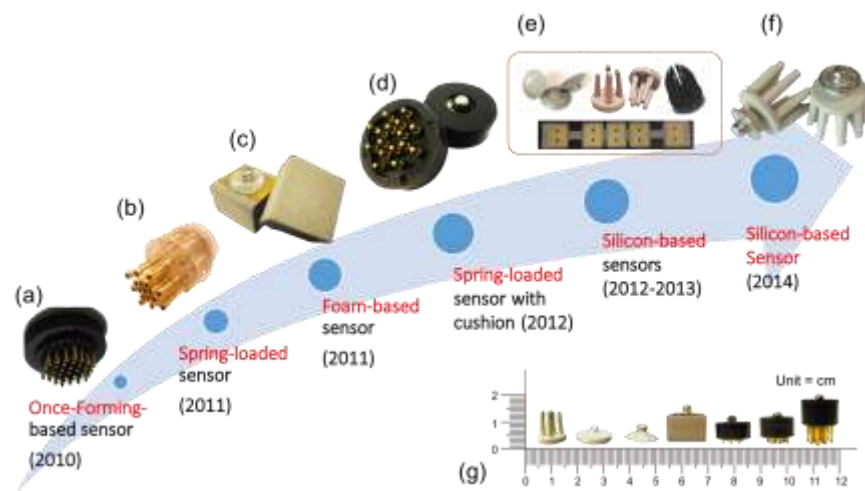 (a)
Once-Forming-
based sensor
(2010)
(b)
Spring-loaded
sensor
(2011)
(c)
Foam-based
sensor
(2011)
(d)
Spring-loaded
sensor with
cushion (2012)
(e)
Silicon-based
sensors
(2012-2013)
(f)
Silicon-based
Sensor
(2014)
(g)
Unit = cm
2
1
0
0 1 2 3 4 5 6 7 8 9 10 11 12